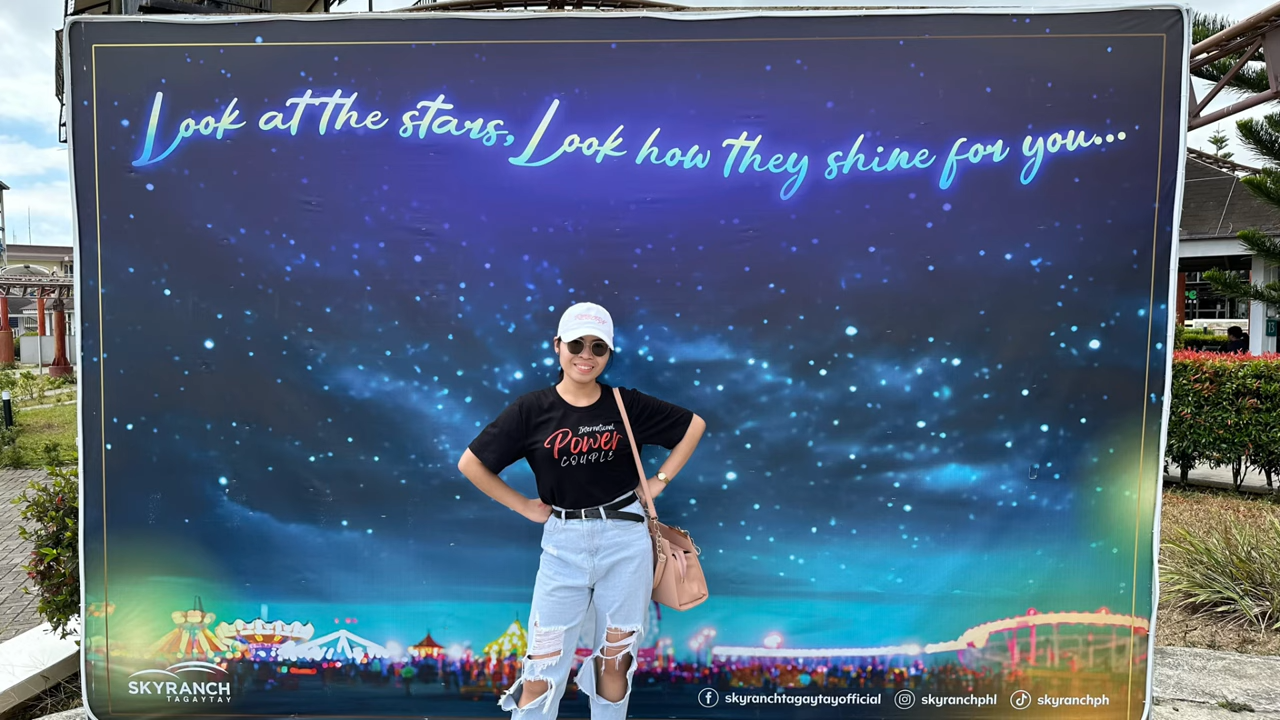 Look at the stars, Look how they shine for you...
International
Power
COUPLE
SKYRANCH
TAGAYTAY
skyranchtagaytayofficial
skyranchphl
skyranchph